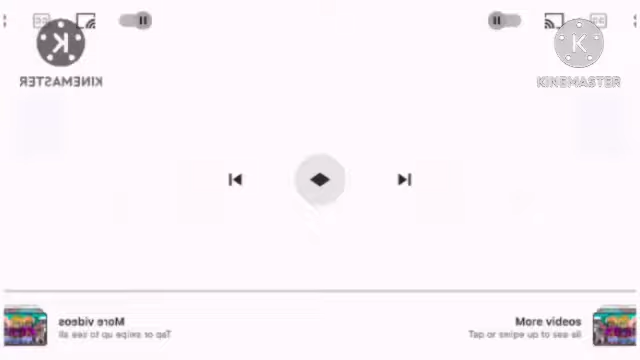 K K
KINEMASTER KINEMASTER
More videos More videos
Tap or swipe up to see all Tap or swipe up to see all